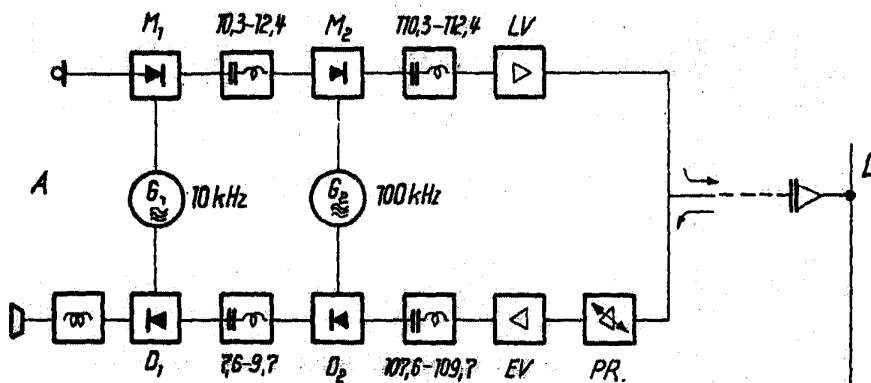 M₁ 10,3-12,4 M₂ 110,3-112,4 LV
A G₁ 10 kHz G₂ 100 kHz L
D₁ 7,6-9,7 D₂ 107,6-109,7 EV PR.